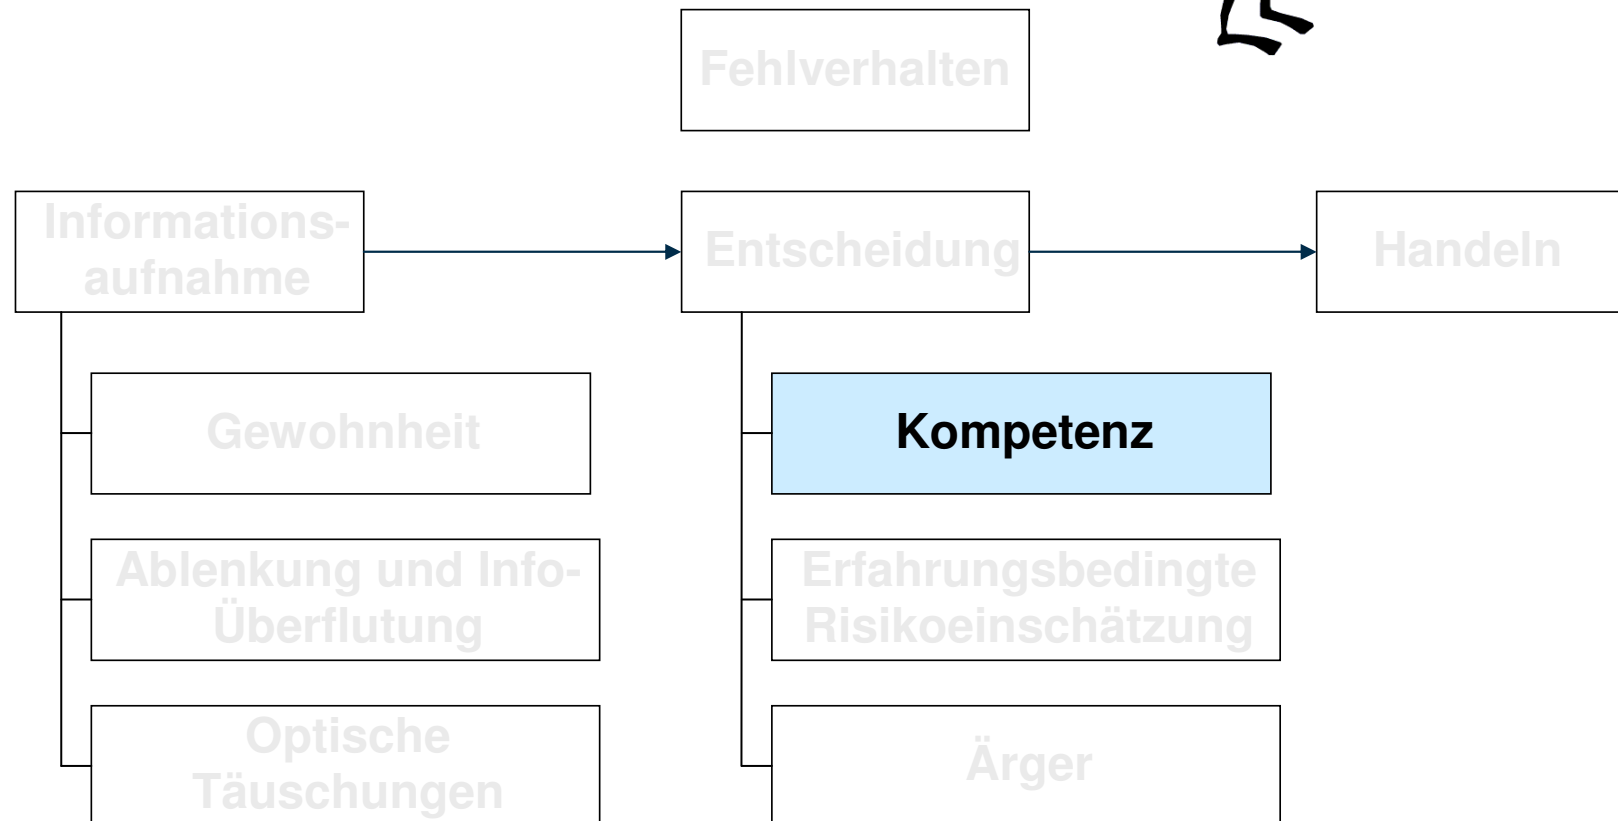 Fehlverhalten
Informations-
aufnahme
Entscheidung
Handeln
Gewohnheit
Kompetenz
Ablenkung und Info-
Überflutung
Erfahrungsbedingte
Risikoeinschätzung
Optische
Täuschungen
Ärger